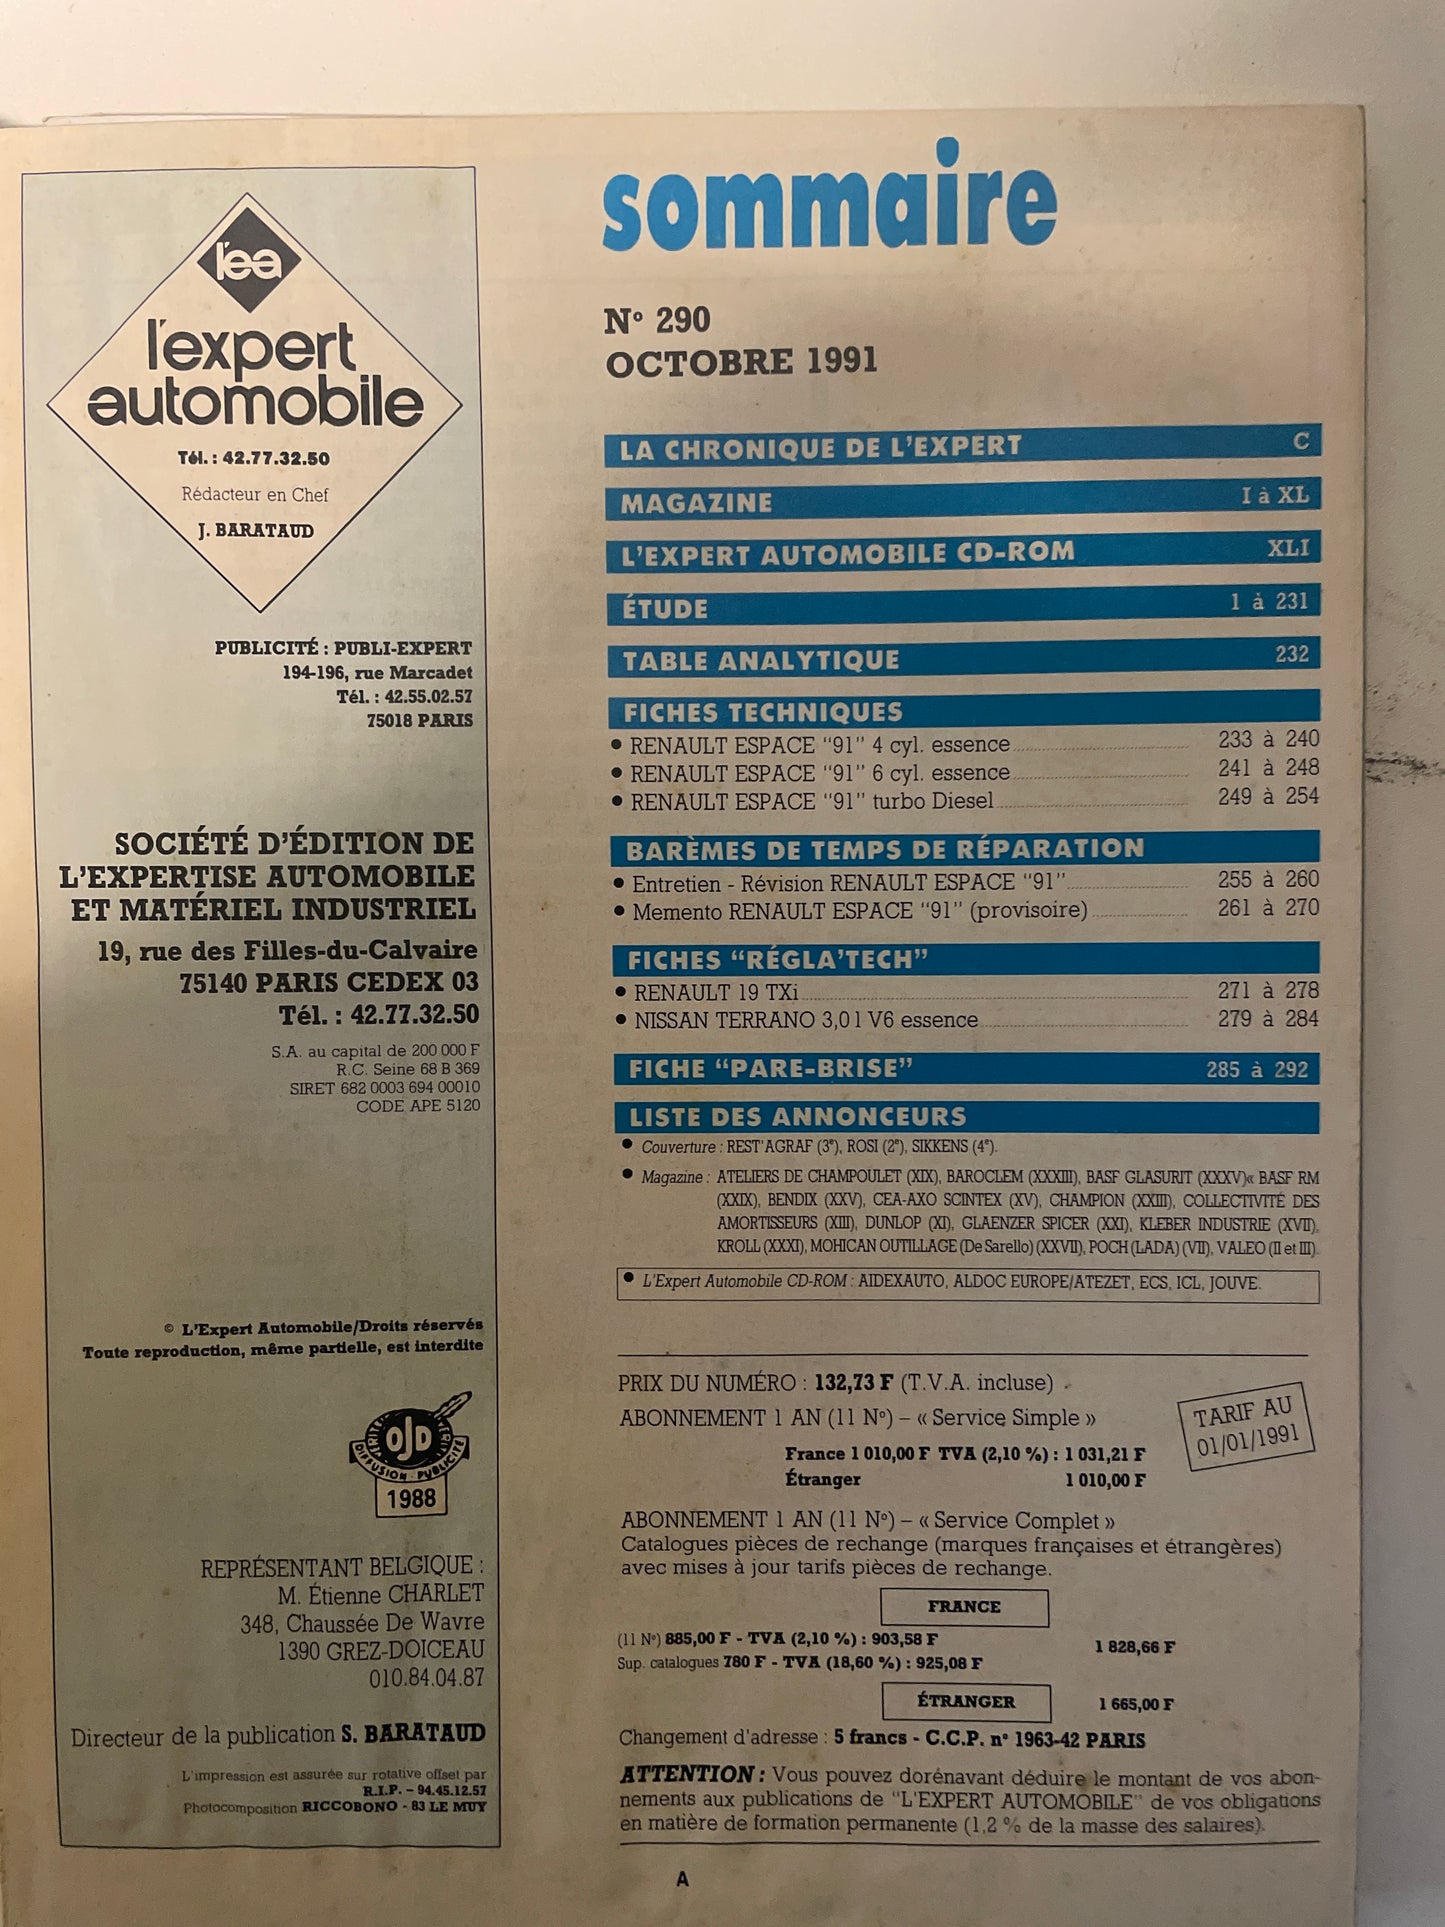 l'ea
l'expert
automobile
Tél. : 42.77.32.50
Rédacteur en Chef
J. BARATAUD
PUBLICITÉ : PUBLI-EXPERT
194-196, rue Marcadet
Tél. : 42.55.02.57
75018 PARIS
SOCIÉTÉ D'ÉDITION DE
L'EXPERTISE AUTOMOBILE
ET MATÉRIEL INDUSTRIEL
19, rue des Filles-du-Calvaire
75140 PARIS CEDEX 03
Tél. : 42.77.32.50
S.A. au capital de 200 000 F
R.C. Seine 68 B 369
SIRET 682 0003 694 00010
CODE APE 5120
© L'Expert Automobile/Droits réservés
Toute reproduction, même partielle, est interdite
OJD
DIFFUSION - PUBLICITÉ
1988
REPRÉSENTANT BELGIQUE :
M. Étienne CHARLET
348, Chaussée De Wavre
1390 GREZ-DOICEAU
010.84.04.87
Directeur de la publication S. BARATAUD
L'impression est assurée sur rotative offset par
R.I.P. – 94.45.12.57
Photocomposition RICCOBONO - 83 LE MUY
sommaire
Nº 290
OCTOBRE 1991
LA CHRONIQUE DE L'EXPERT C
MAGAZINE I à XL
L'EXPERT AUTOMOBILE CD-ROM XLI
ÉTUDE 1 à 231
TABLE ANALYTIQUE 232
FICHES TECHNIQUES
● RENAULT ESPACE "91" 4 cyl. essence 233 à 240
● RENAULT ESPACE "91" 6 cyl. essence 241 à 248
● RENAULT ESPACE "91" turbo Diesel 249 à 254
BARÈMES DE TEMPS DE RÉPARATION
● Entretien - Révision RENAULT ESPACE "91" 255 à 260
● Memento RENAULT ESPACE "91" (provisoire) 261 à 270
FICHES "RÉGLA'TECH"
● RENAULT 19 TXi 271 à 278
● NISSAN TERRANO 3,0 l V6 essence 279 à 284
FICHE "PARE-BRISE" 285 à 292
LISTE DES ANNONCEURS
● Couverture : REST'AGRAF (3e), ROSI (2e), SIKKENS (4e).
● Magazine : ATELIERS DE CHAMPOULET (XIX), BAROCLEM (XXXIII), BASF GLASURIT (XXXV)« BASF RM
(XXIX), BENDIX (XXV), CEA-AXO SCINTEX (XV), CHAMPION (XXIII), COLLECTIVITÉ DES
AMORTISSEURS (XIII), DUNLOP (XI), GLAENZER SPICER (XXI), KLEBER INDUSTRIE (XVII),
KROLL (XXXI), MOHICAN OUTILLAGE (De Sarello) (XXVII), POCH (LADA) (VII), VALEO (II et III).
● L'Expert Automobile CD-ROM : AIDEXAUTO, ALDOC EUROPE/ATEZET, ECS, ICL, JOUVE.
PRIX DU NUMÉRO : 132,73 F (T.V.A. incluse)
TARIF AU
01/01/1991
ABONNEMENT 1 AN (11 Nº) – « Service Simple »
France 1 010,00 F TVA (2,10 %) : 1 031,21 F
Étranger 1 010,00 F
ABONNEMENT 1 AN (11 Nº) – « Service Complet »
Catalogues pièces de rechange (marques françaises et étrangères)
avec mises à jour tarifs pièces de rechange.
FRANCE
(11 Nº) 885,00 F - TVA (2,10 %) : 903,58 F
1 828,66 F
Sup. catalogues 780 F - TVA (18,60 %) : 925,08 F
ÉTRANGER 1 665,00 F
Changement d'adresse : 5 francs - C.C.P. nº 1963-42 PARIS
ATTENTION : Vous pouvez dorénavant déduire le montant de vos abon-
nements aux publications de "L'EXPERT AUTOMOBILE" de vos obligations
en matière de formation permanente (1,2 % de la masse des salaires).
A